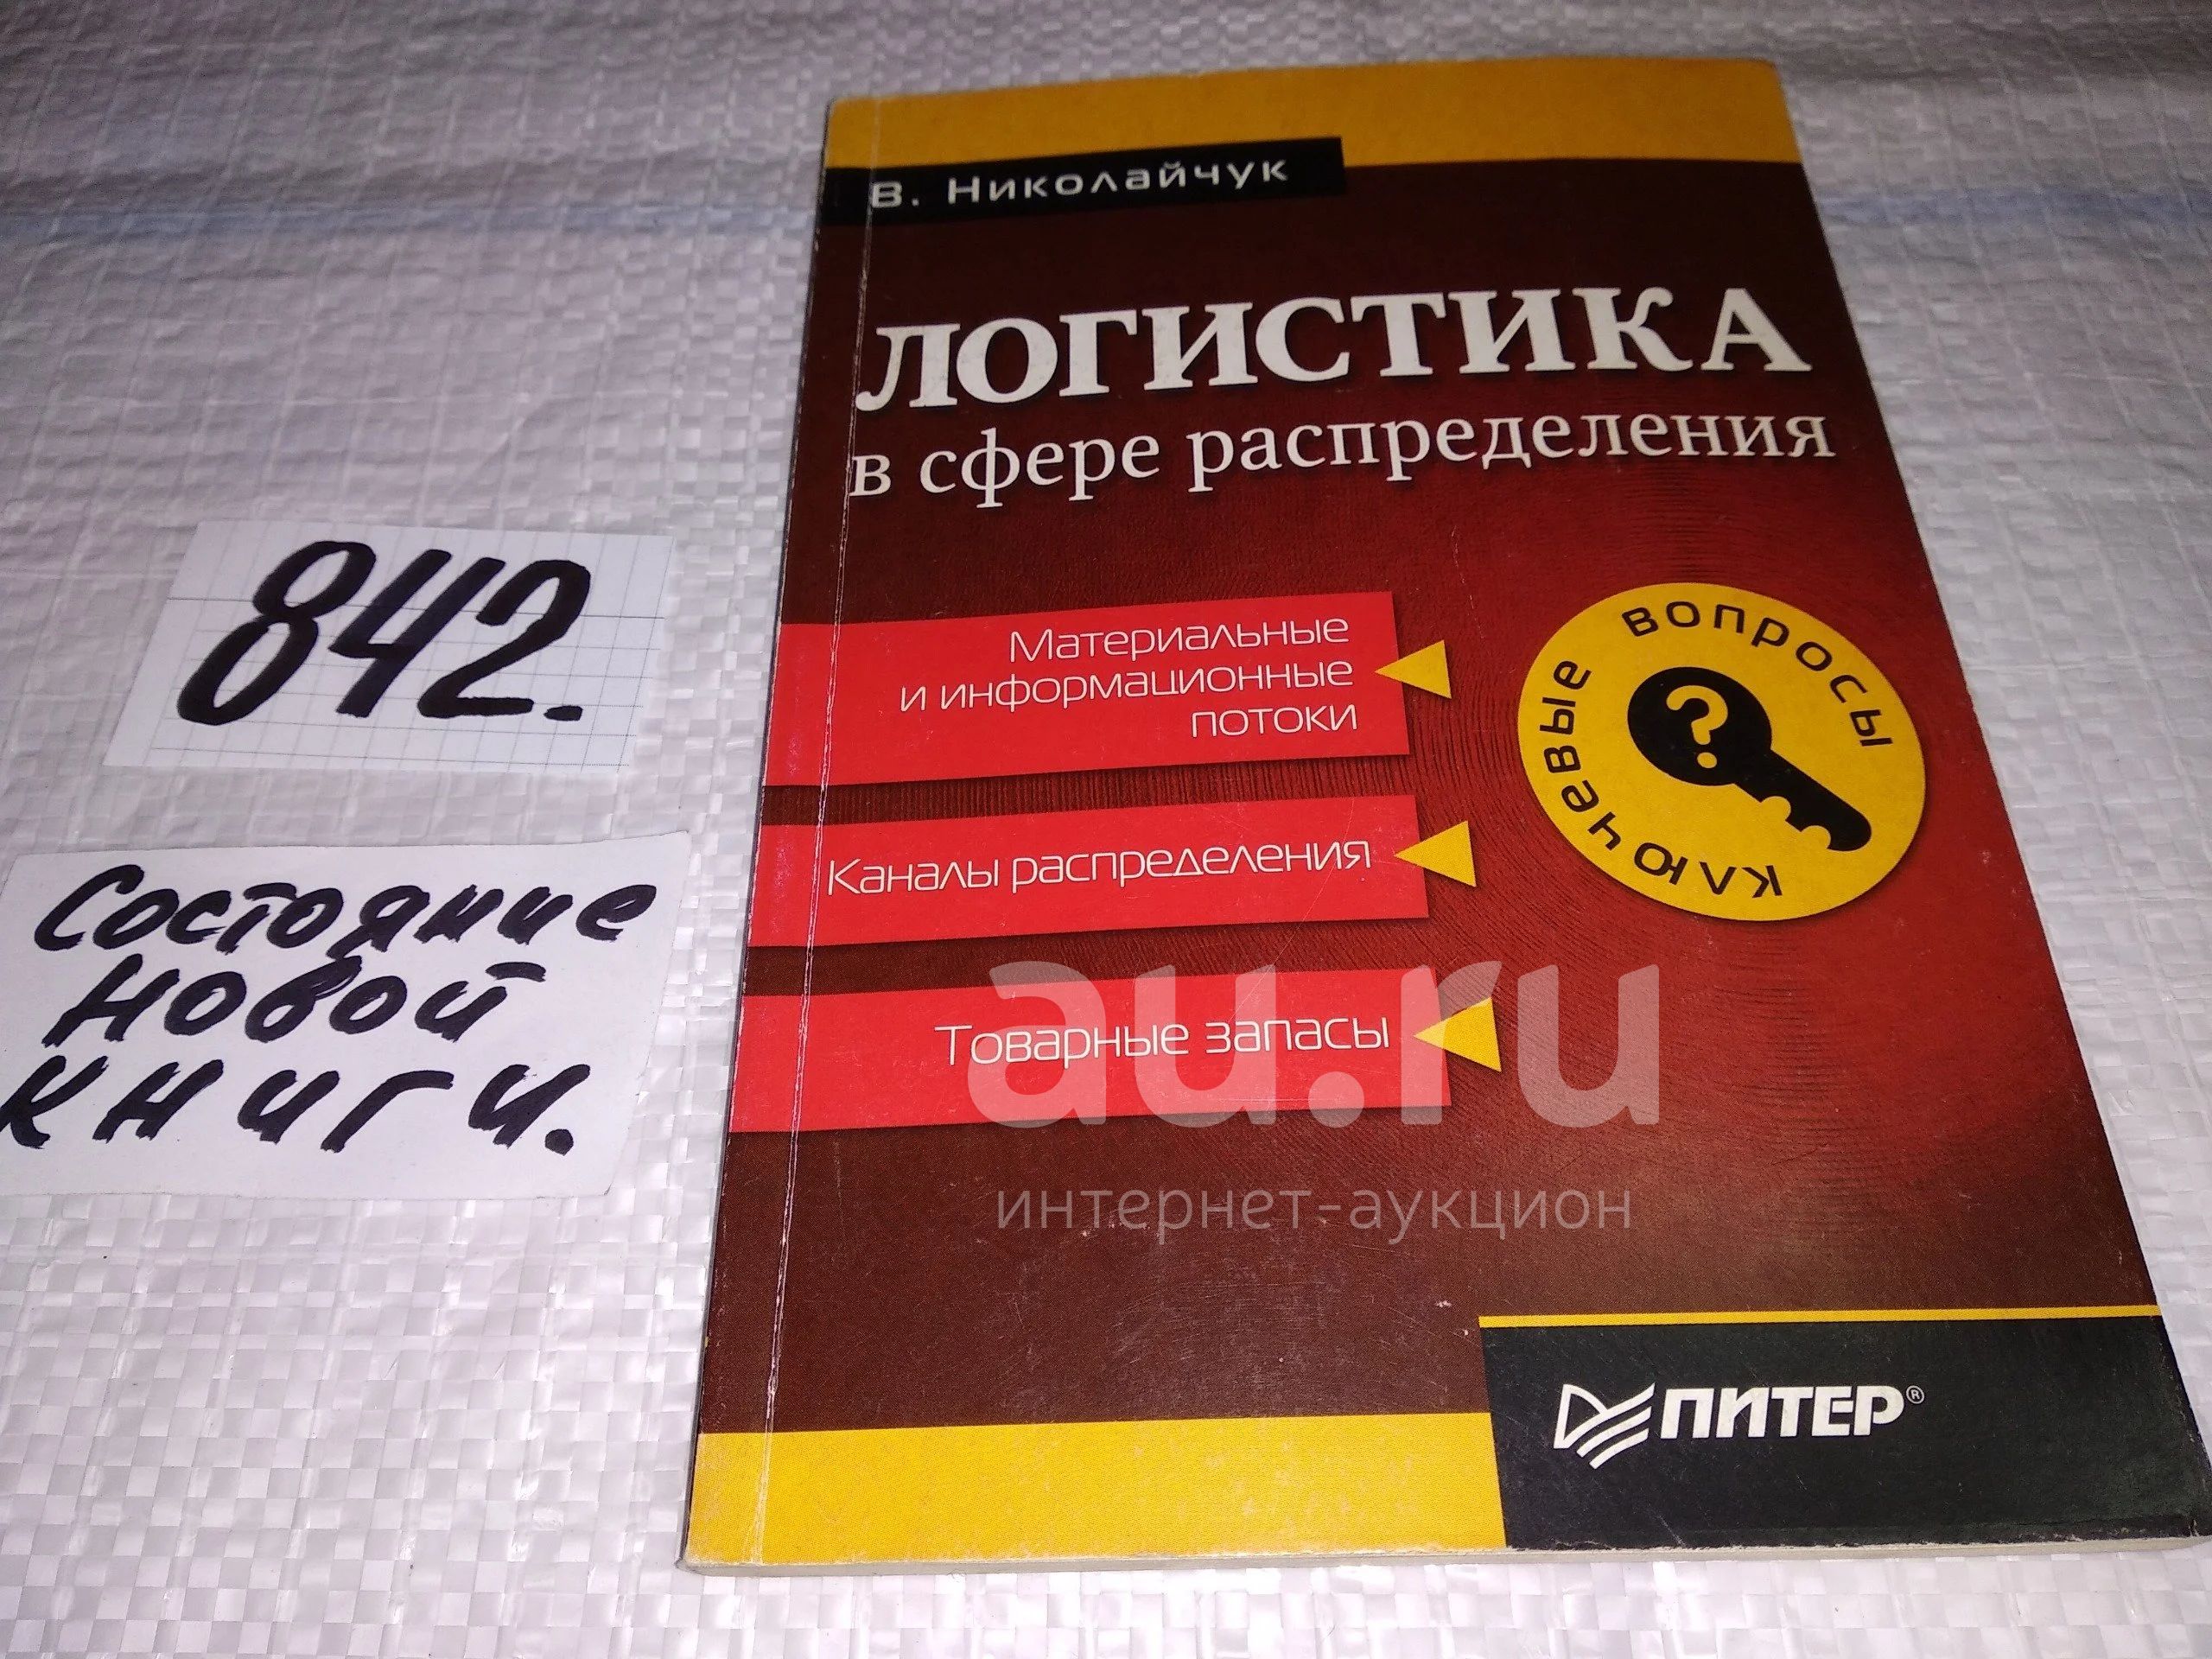 В. Николайчук
ЛОГИСТИКА
в сфере распределения
842.
Состояние
новой
книги.
Материальные
и информационные
потоки
Каналы распределения
Товарные запасы
КЛЮЧЕВЫЕ ВОПРОСЫ
?
au.ru
интернет-аукцион
ПИТЕР®